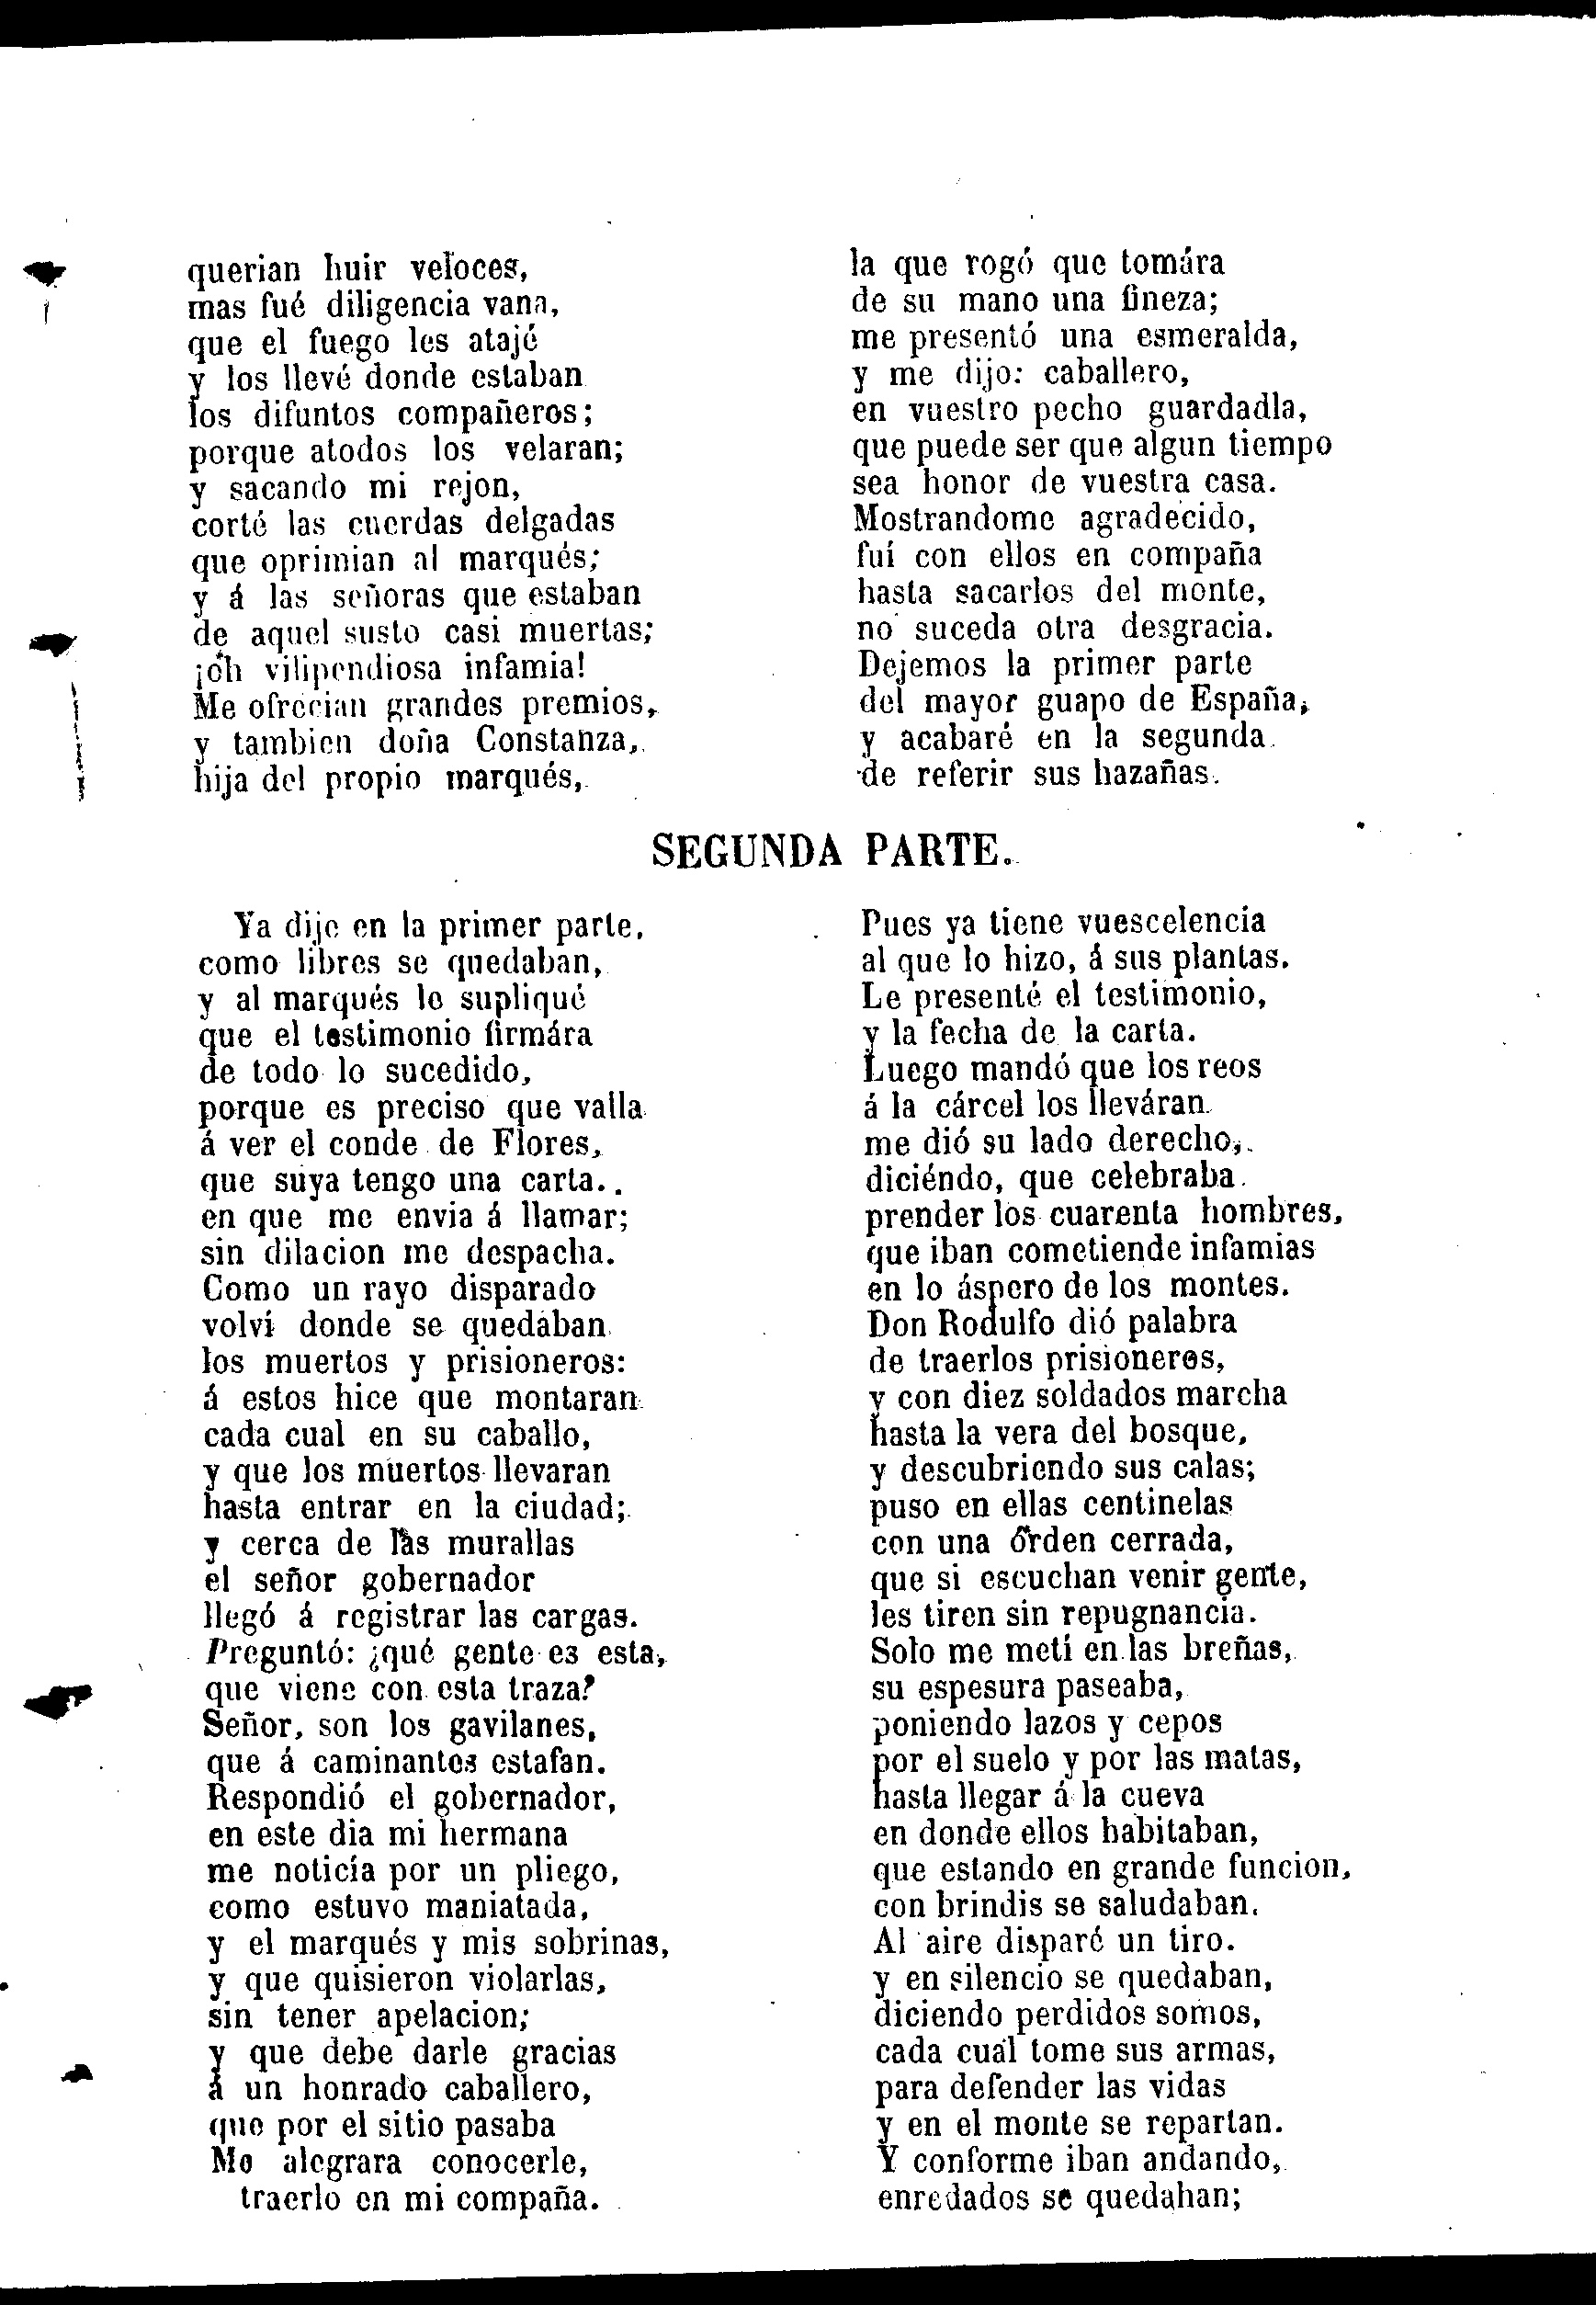 querian huir veloces,
mas fué diligencia vana,
que el fuego les atajé
y los llevé donde estaban
los difuntos compañeros;
porque atodos los velaran;
y sacando mi rejon,
corté las cuerdas delgadas
que oprimian al marqués;
y á las señoras que estaban
de aquel susto casi muertas;
¡oh vilipendiosa infamia!
Me ofrecian grandes premios,
y tambien doña Constanza,
hija del propio marqués,
la que rogó que tomára
de su mano una fineza;
me presentó una esmeralda,
y me dijo: caballero,
en vuestro pecho guardadla,
que puede ser que algun tiempo
sea honor de vuestra casa.
Mostrandome agradecido,
fuí con ellos en compaña
hasta sacarlos del monte,
no suceda otra desgracia.
Dejemos la primer parte
del mayor guapo de España,
y acabaré en la segunda
de referir sus hazañas.
SEGUNDA PARTE.
Ya dije en la primer parte,
como libres se quedaban,
y al marqués le supliqué
que el testimonio firmára
de todo lo sucedido,
porque es preciso que valla
á ver el conde de Flores,
que suya tengo una carta..
en que me envia á llamar;
sin dilacion me despacha.
Como un rayo disparado
volví donde se quedaban
los muertos y prisioneros:
á estos hice que montaran
cada cual en su caballo,
y que los muertos llevaran
hasta entrar en la ciudad;
y cerca de las murallas
el señor gobernador
llegó á registrar las cargas.
Preguntó: ¿qué gente es esta,
que viene con esta traza?
Señor, son los gavilanes,
que á caminantes estafan.
Respondió el gobernador,
en este dia mi hermana
me noticía por un pliego,
como estuvo maniatada,
y el marqués y mis sobrinas,
y que quisieron violarlas,
sin tener apelacion;
y que debe darle gracias
á un honrado caballero,
que por el sitio pasaba
Me alegrara conocerle,
traerlo en mi compaña.
Pues ya tiene vuescelencia
al que lo hizo, á sus plantas.
Le presenté el testimonio,
y la fecha de la carta.
Luego mandó que los reos
á la cárcel los lleváran
me dió su lado derecho,
diciéndo, que celebraba
prender los cuarenta hombres,
que iban cometiende infamias
en lo áspero de los montes.
Don Rodulfo dió palabra
de traerlos prisioneros,
y con diez soldados marcha
hasta la vera del bosque,
y descubriendo sus calas;
puso en ellas centinelas
con una órden cerrada,
que si escuchan venir gente,
les tiren sin repugnancia.
Solo me metí en las breñas,
su espesura paseaba,
poniendo lazos y cepos
por el suelo y por las matas,
hasta llegar á la cueva
en donde ellos habitaban,
que estando en grande funcion,
con brindis se saludaban.
Al aire disparé un tiro.
y en silencio se quedaban,
diciendo perdidos somos,
cada cual tome sus armas,
para defender las vidas
y en el monte se repartan.
Y conforme iban andando,
enredados se quedahan;